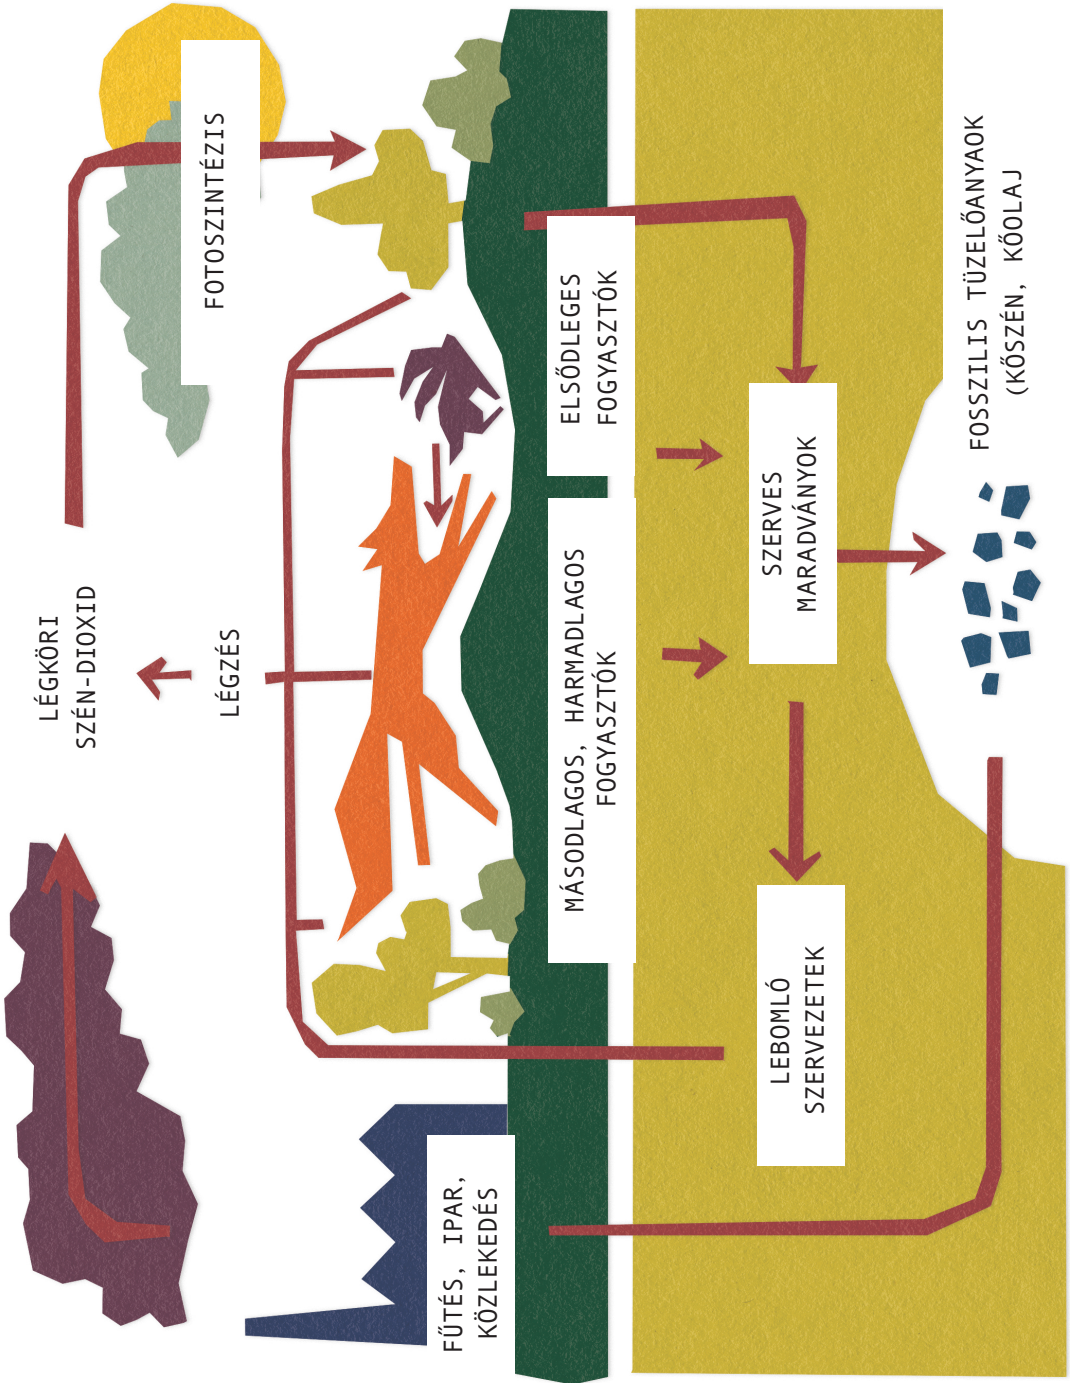 LÉGKÖRI
SZÉN-DIOXID
FOTOSZINTÉZIS
LÉGZÉS
FŰTÉS, IPAR,
KÖZLEKEDÉS
MÁSODLAGOS, HARMADLAGOS
FOGYASZTÓK
ELSŐDLEGES
FOGYASZTÓK
LEBOMLÓ
SZERVEZETEK
SZERVES
MARADVÁNYOK
FOSSZILIS TÜZELŐANYAOK
(KŐSZÉN, KŐOLAJ